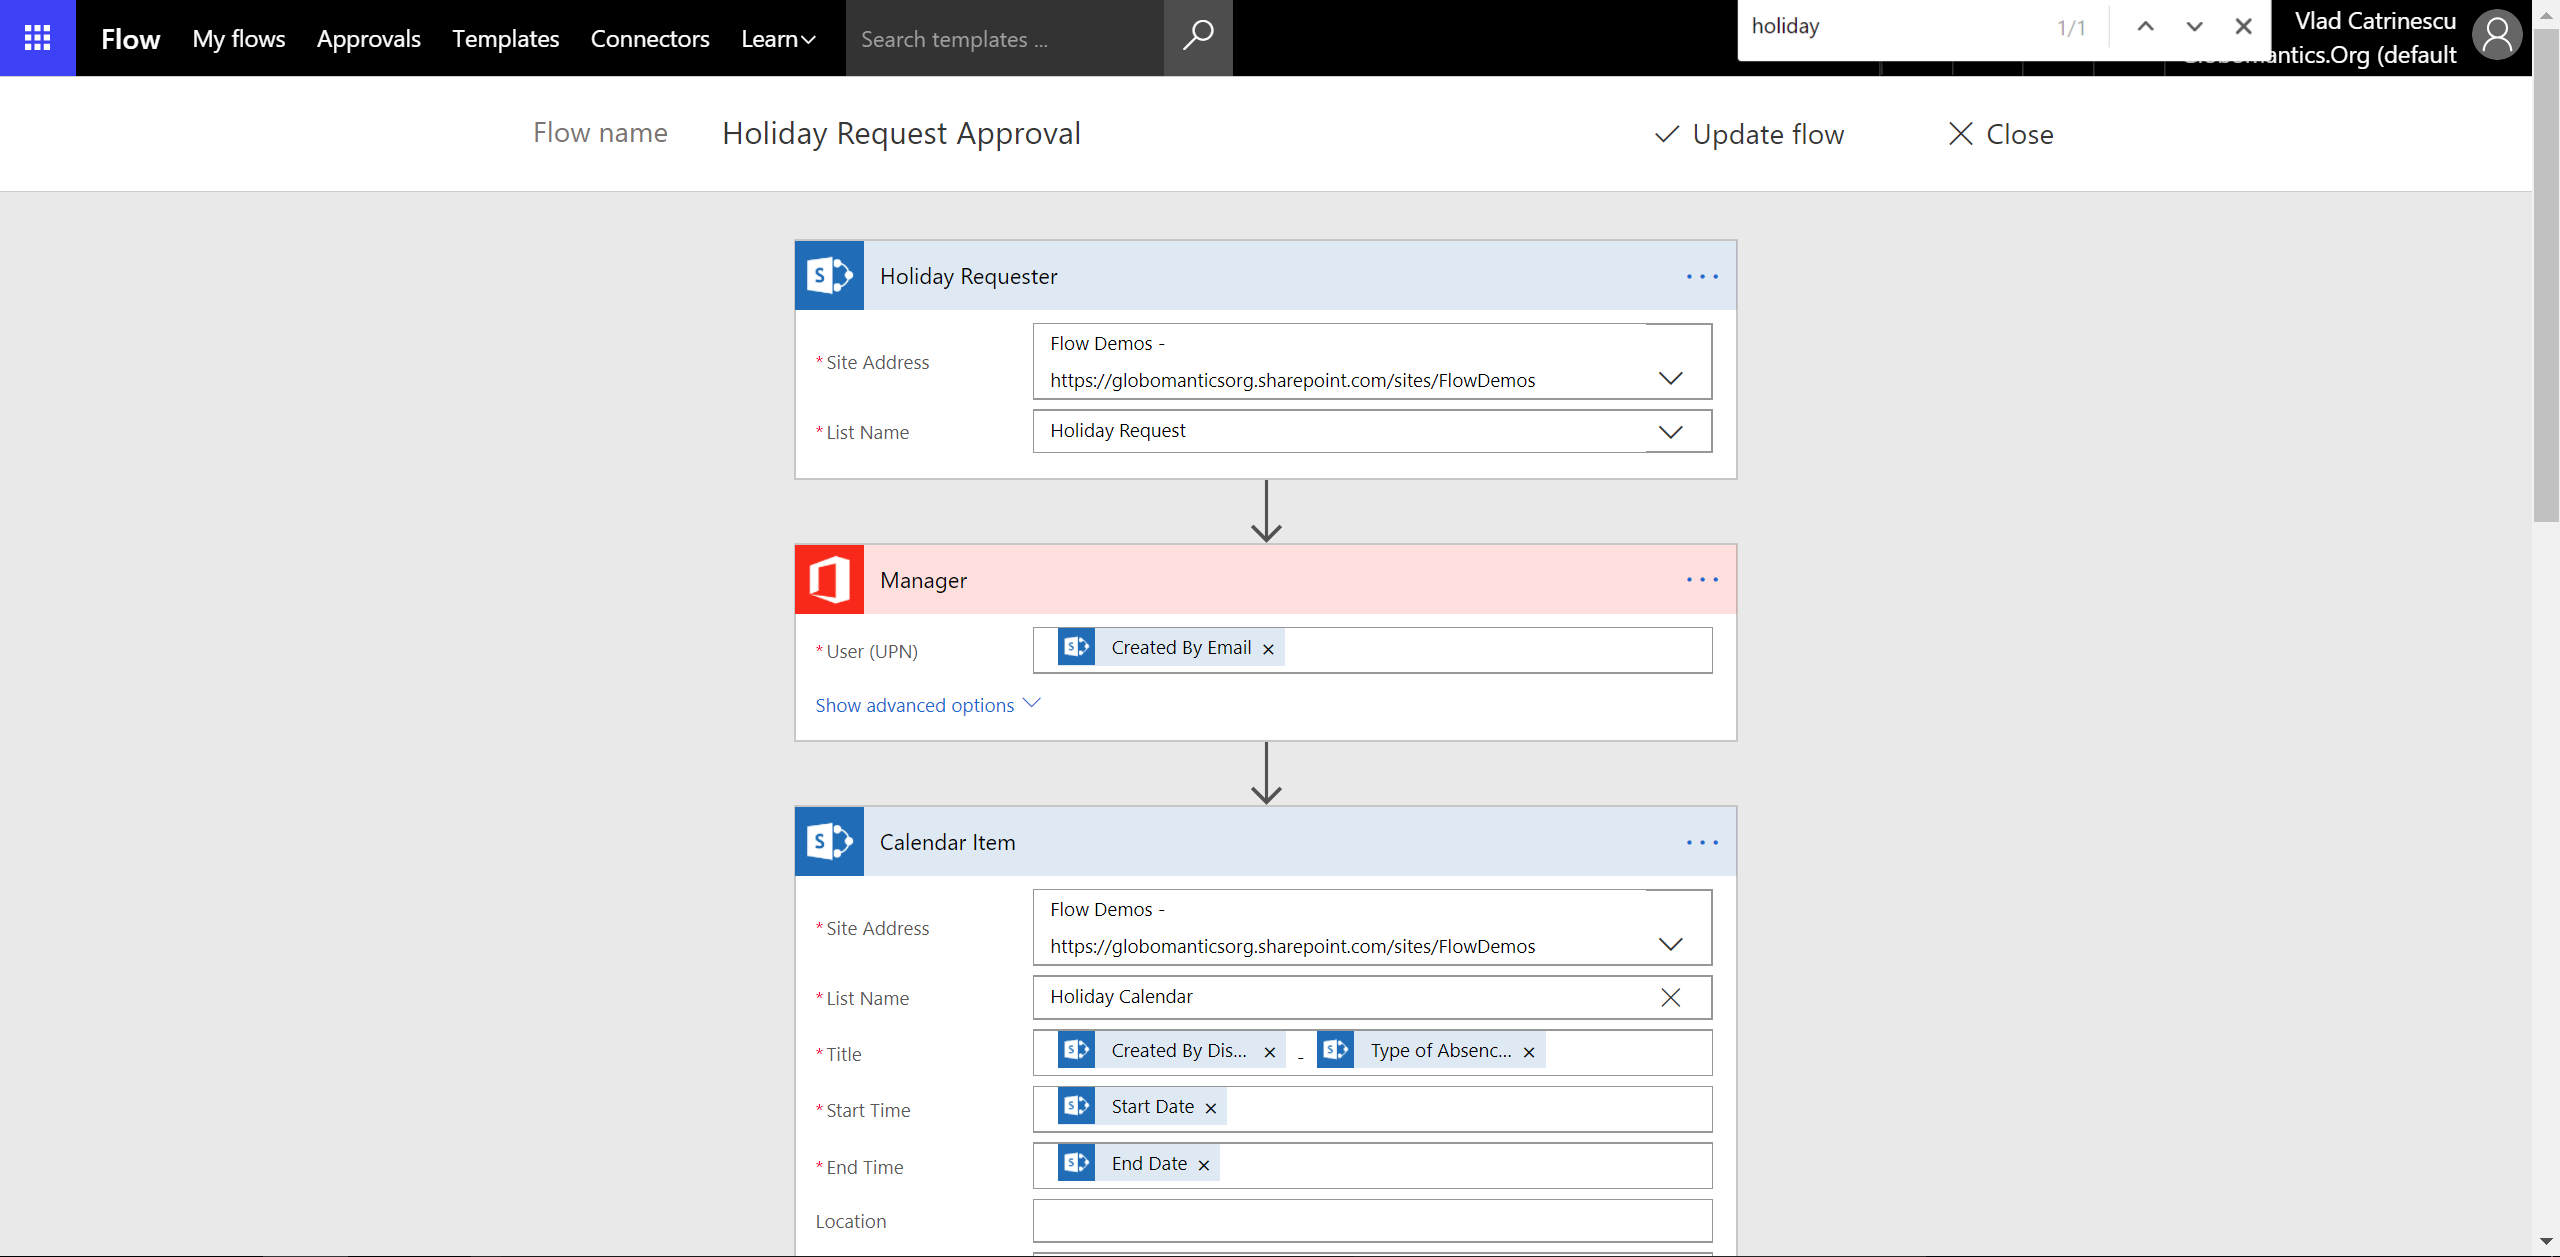 Flow My flows Approvals Templates Connectors Learn Search templates ...
holiday 1/1
Vlad Catrinescu
antics.Org (default
Flow name Holiday Request Approval Update flow Close
Holiday Requester ...
* Site Address Flow Demos -
https://globomanticsorg.sharepoint.com/sites/FlowDemos
* List Name Holiday Request
Manager ...
* User (UPN) Created By Email ×
Show advanced options
Calendar Item ...
* Site Address Flow Demos -
https://globomanticsorg.sharepoint.com/sites/FlowDemos
* List Name Holiday Calendar
* Title Created By Dis... × - Type of Absenc... ×
* Start Time Start Date ×
* End Time End Date ×
Location